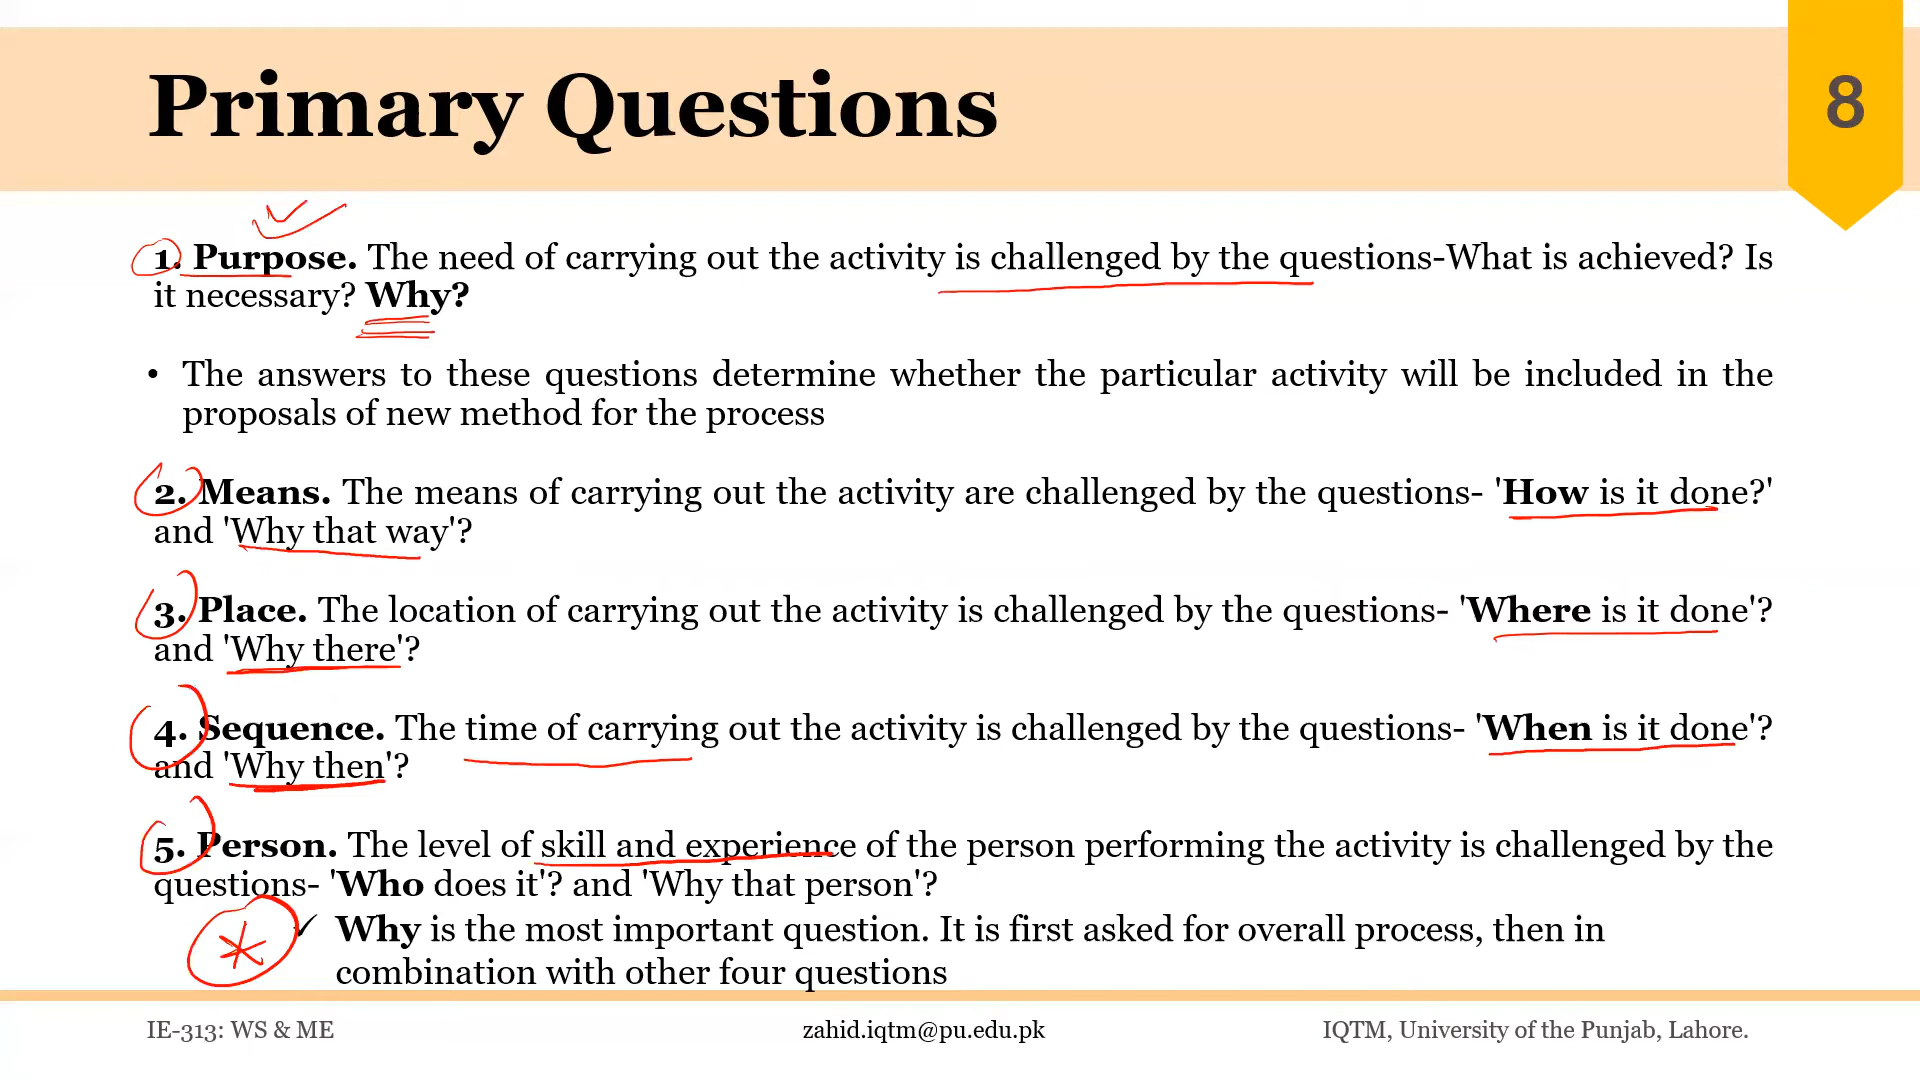 Primary Questions
8
1. Purpose. The need of carrying out the activity is challenged by the questions-What is achieved? Is
it necessary? Why?
• The answers to these questions determine whether the particular activity will be included in the
proposals of new method for the process
2. Means. The means of carrying out the activity are challenged by the questions- 'How is it done?'
and 'Why that way'?
3. Place. The location of carrying out the activity is challenged by the questions- 'Where is it done'?
and 'Why there'?
4. Sequence. The time of carrying out the activity is challenged by the questions- 'When is it done'?
and 'Why then'?
5. Person. The level of skill and experience of the person performing the activity is challenged by the
questions- 'Who does it'? and 'Why that person'?
✓ Why is the most important question. It is first asked for overall process, then in
combination with other four questions
IE-313: WS & ME
zahid.iqtm@pu.edu.pk
IQTM, University of the Punjab, Lahore.